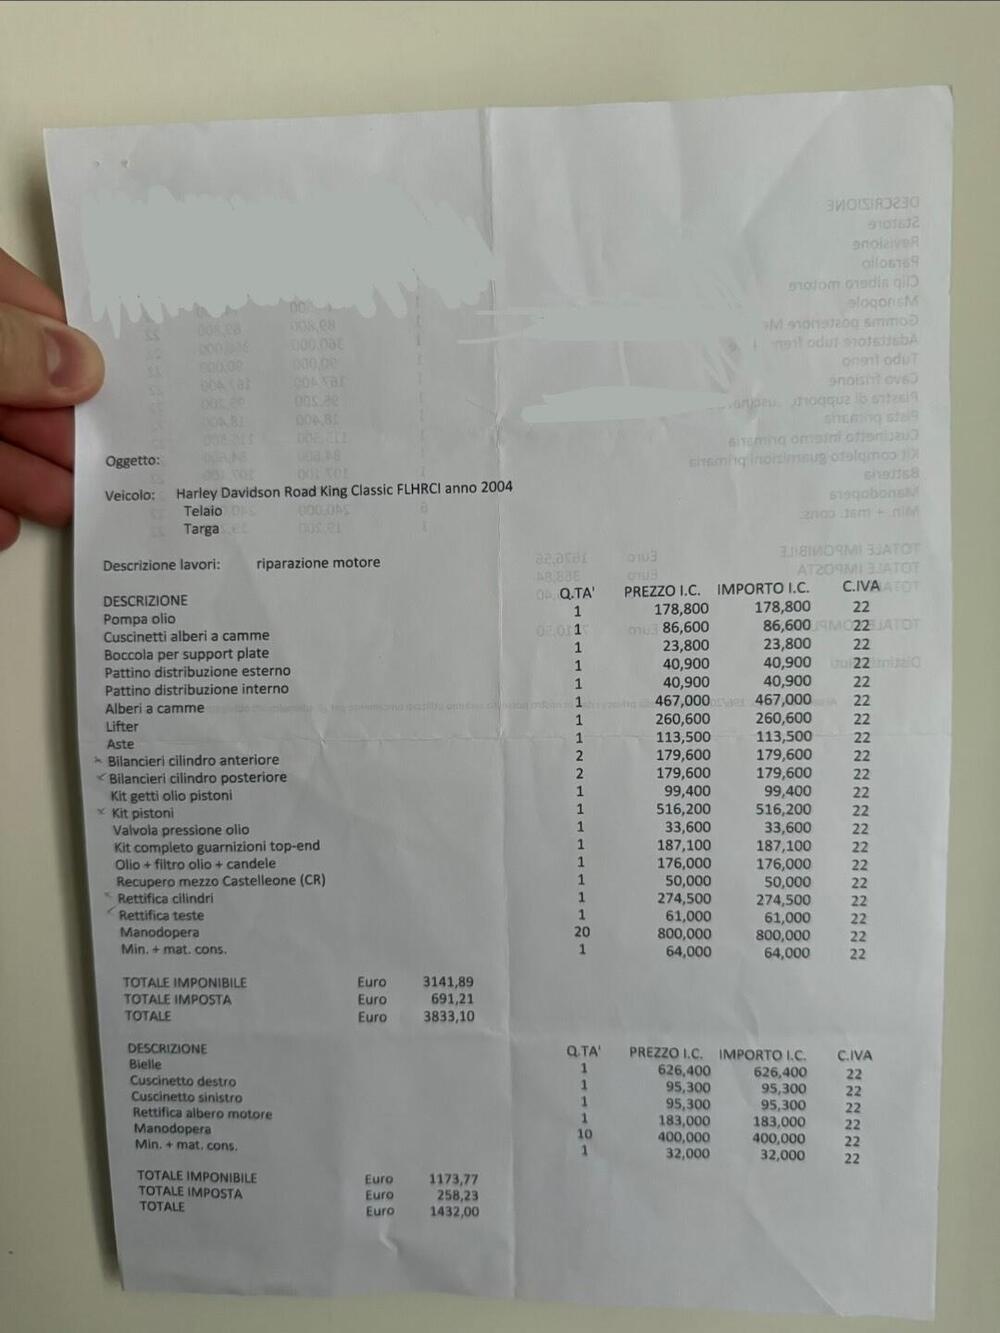 Oggetto:
Veicolo: Harley Davidson Road King Classic FLHRCI anno 2004
Telaio
Targa
Descrizione lavori: riparazione motore
DESCRIZIONE Q.TA' PREZZO I.C. IMPORTO I.C. C.IVA
Pompa olio 1 178,800 178,800 22
Cuscinetti alberi a camme 1 86,600 86,600 22
Boccola per support plate 1 23,800 23,800 22
Pattino distribuzione esterno 1 40,900 40,900 22
Pattino distribuzione interno 1 40,900 40,900 22
Alberi a camme 1 467,000 467,000 22
Lifter 1 260,600 260,600 22
Aste 1 113,500 113,500 22
Bilancieri cilindro anteriore 2 179,600 179,600 22
Bilancieri cilindro posteriore 2 179,600 179,600 22
Kit getti olio pistoni 1 99,400 99,400 22
Kit pistoni 1 516,200 516,200 22
Valvola pressione olio 1 33,600 33,600 22
Kit completo guarnizioni top-end 1 187,100 187,100 22
Olio + filtro olio + candele 1 176,000 176,000 22
Recupero mezzo Castelleone (CR) 1 50,000 50,000 22
Rettifica cilindri 1 274,500 274,500 22
Rettifica teste 1 61,000 61,000 22
Manodopera 20 800,000 800,000 22
Min. + mat. cons. 1 64,000 64,000 22
TOTALE IMPONIBILE Euro 3141,89
TOTALE IMPOSTA Euro 691,21
TOTALE Euro 3833,10
DESCRIZIONE Q.TA' PREZZO I.C. IMPORTO I.C. C.IVA
Bielle 1 626,400 626,400 22
Cuscinetto destro 1 95,300 95,300 22
Cuscinetto sinistro 1 95,300 95,300 22
Rettifica albero motore 1 183,000 183,000 22
Manodopera 10 400,000 400,000 22
Min. + mat. cons. 1 32,000 32,000 22
TOTALE IMPONIBILE Euro 1173,77
TOTALE IMPOSTA Euro 258,23
TOTALE Euro 1432,00